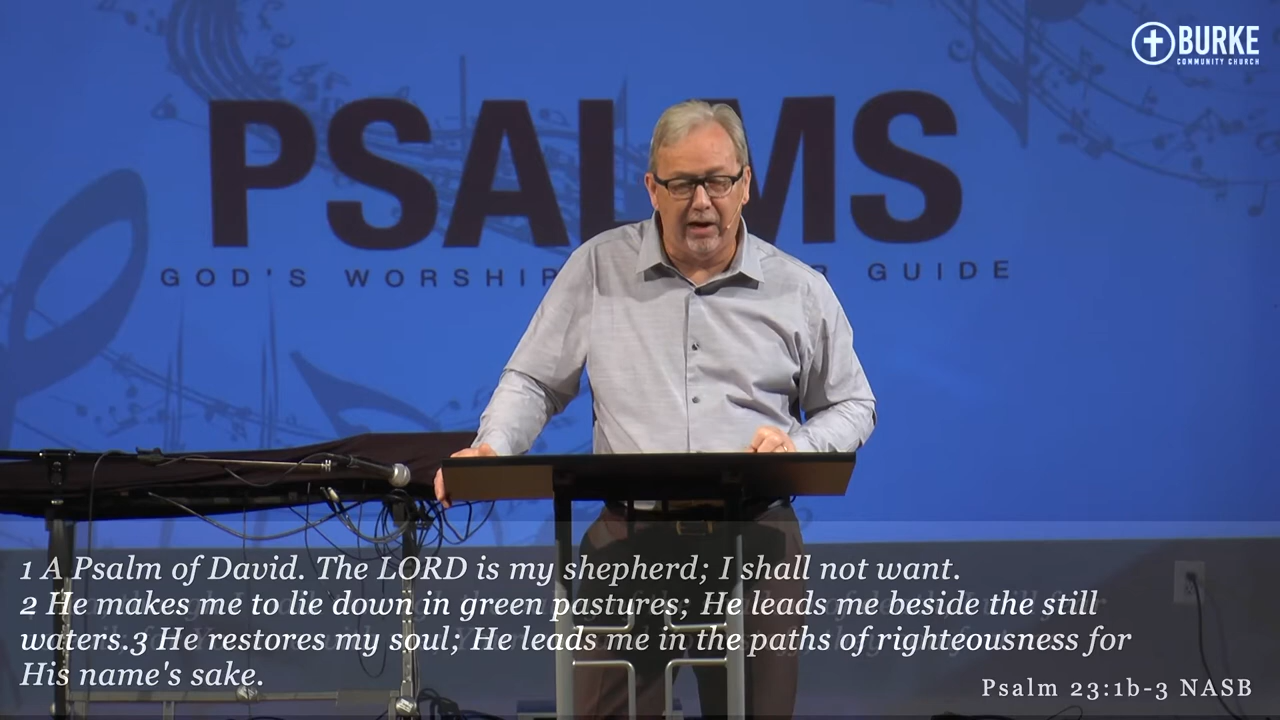 BURKE
COMMUNITY CHURCH
PSALMS
GOD'S WORSHIP GUIDE
1 A Psalm of David. The LORD is my shepherd; I shall not want.
2 He makes me to lie down in green pastures; He leads me beside the still
waters.3 He restores my soul; He leads me in the paths of righteousness for
His name's sake.
Psalm 23:1b-3 NASB